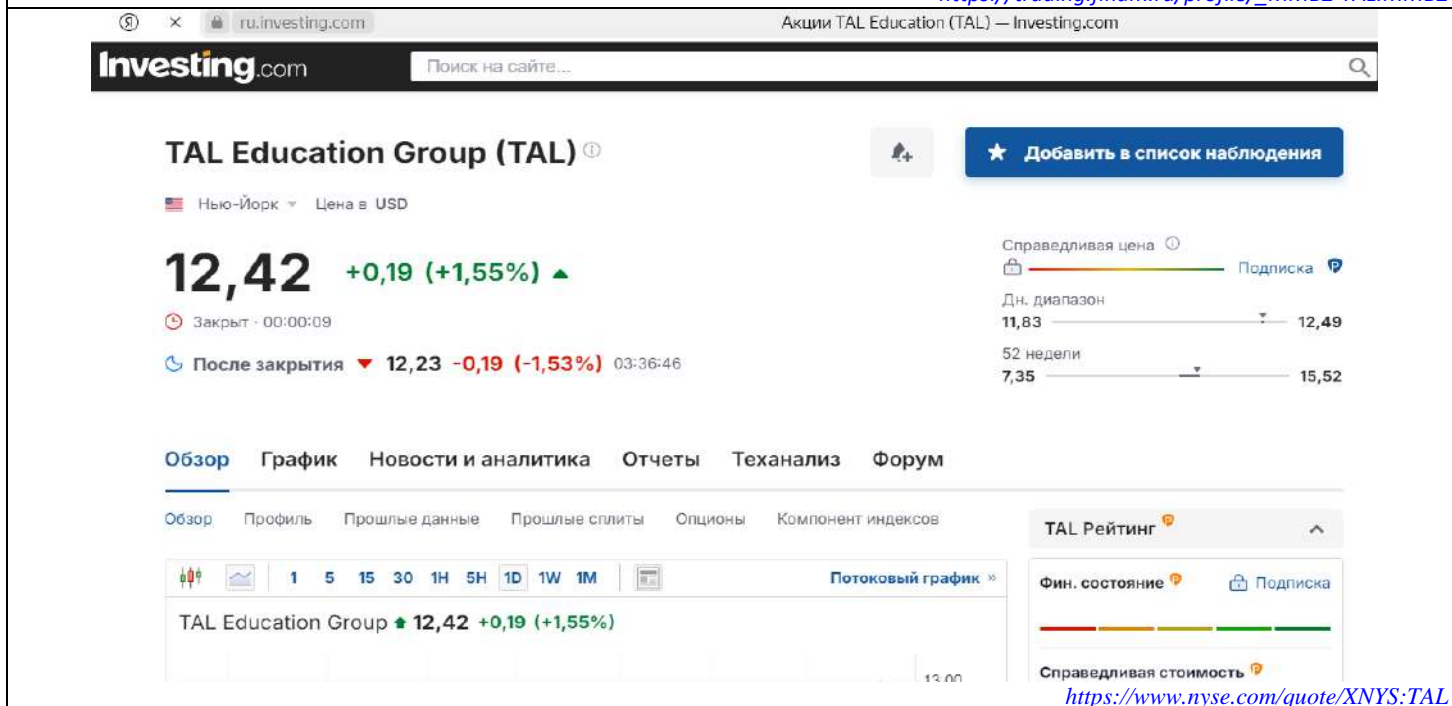 ru.investing.com Акции TAL Education (TAL) — Investing.com
Investing.com Поиск на сайте...
TAL Education Group (TAL)
Добавить в список наблюдения
Нью-Йорк Цена в USD
12,42 +0,19 (+1,55%)
Справедливая цена
Подписка
Закрыт · 00:00:09
Дн. диапазон
11,83 12,49
После закрытия 12,23 -0,19 (-1,53%) 03:36:46
52 недели
7,35 15,52
Обзор График Новости и аналитика Отчеты Теханализ Форум
Обзор Профиль Прошлые данные Прошлые сплиты Опционы Компонент индексов
TAL Рейтинг
1 5 15 30 1H 5H 1D 1W 1M Потоковый график »
Фин. состояние Подписка
TAL Education Group 12,42 +0,19 (+1,55%)
13,00
Справедливая стоимость
https://www.nyse.com/quote/XNYS:TAL